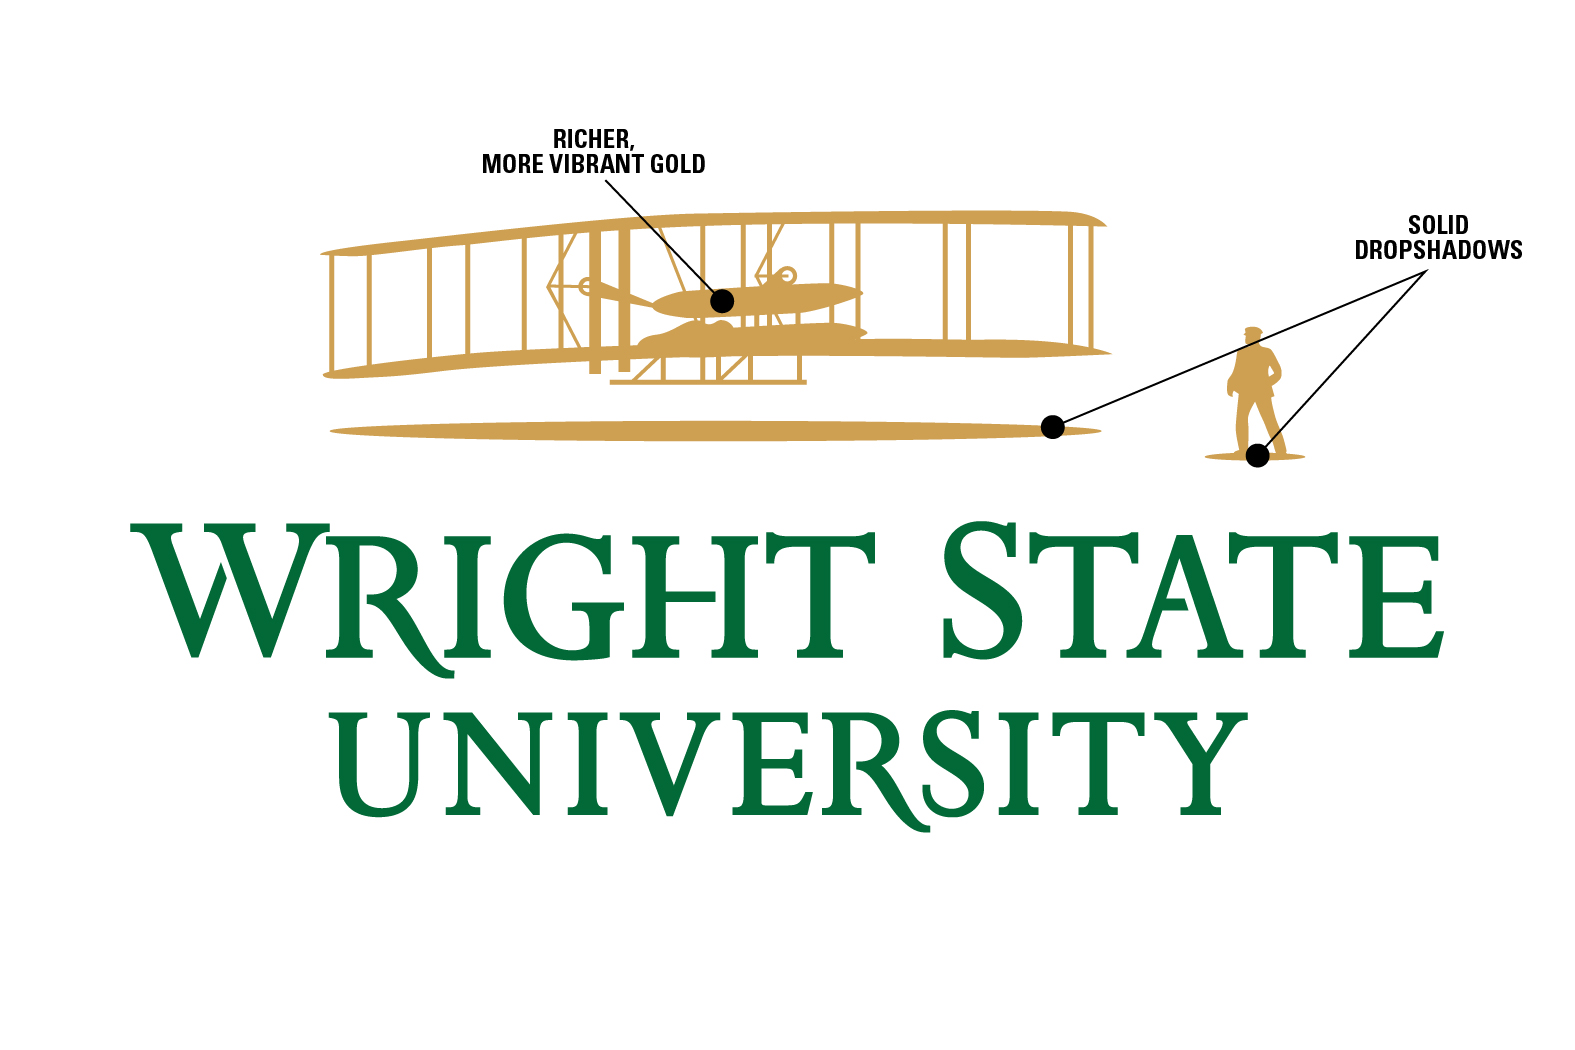 RICHER,
MORE VIBRANT GOLD
SOLID
DROPSHADOWS
WRIGHT STATE
UNIVERSITY